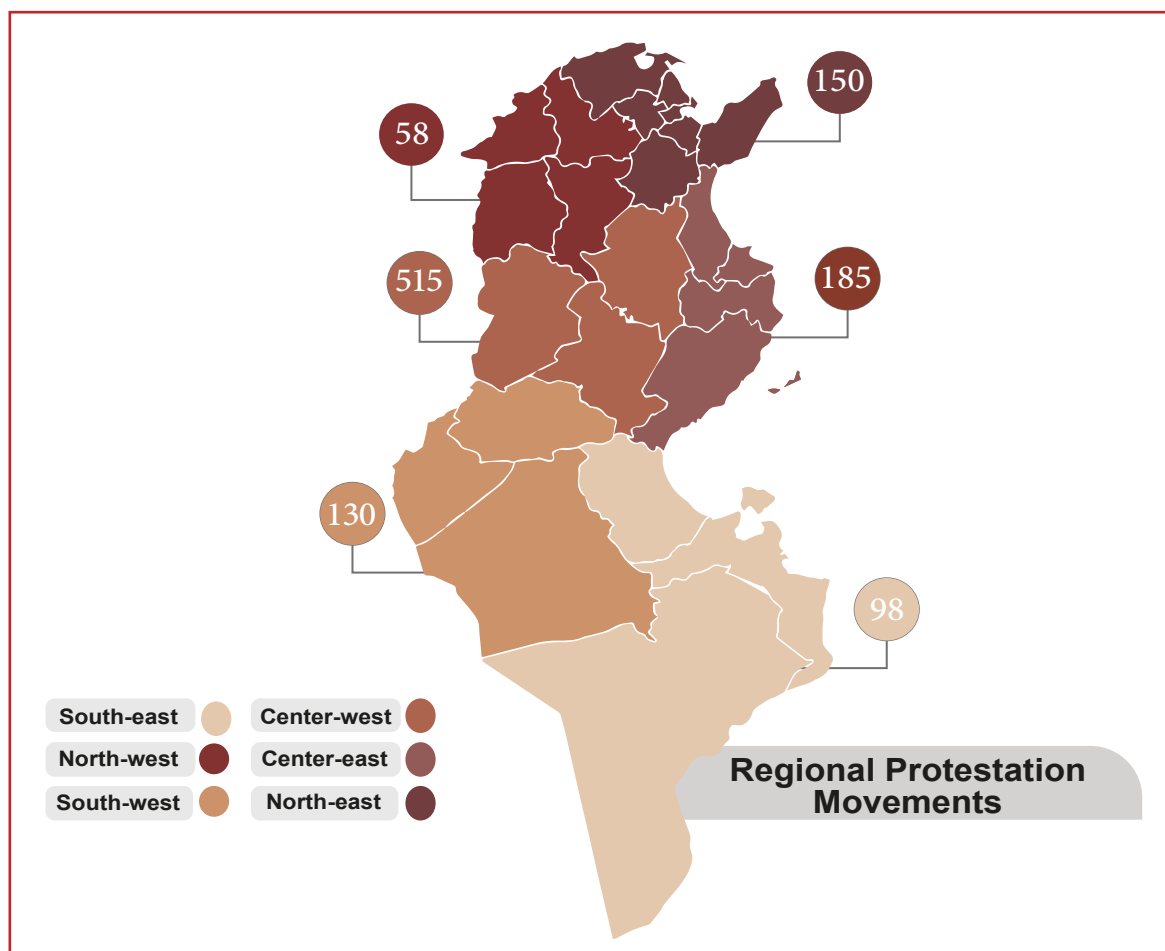 150
58
515
185
130
98
South-east
Center-west
North-west
Center-east
South-west
North-east
Regional Protestation
Movements